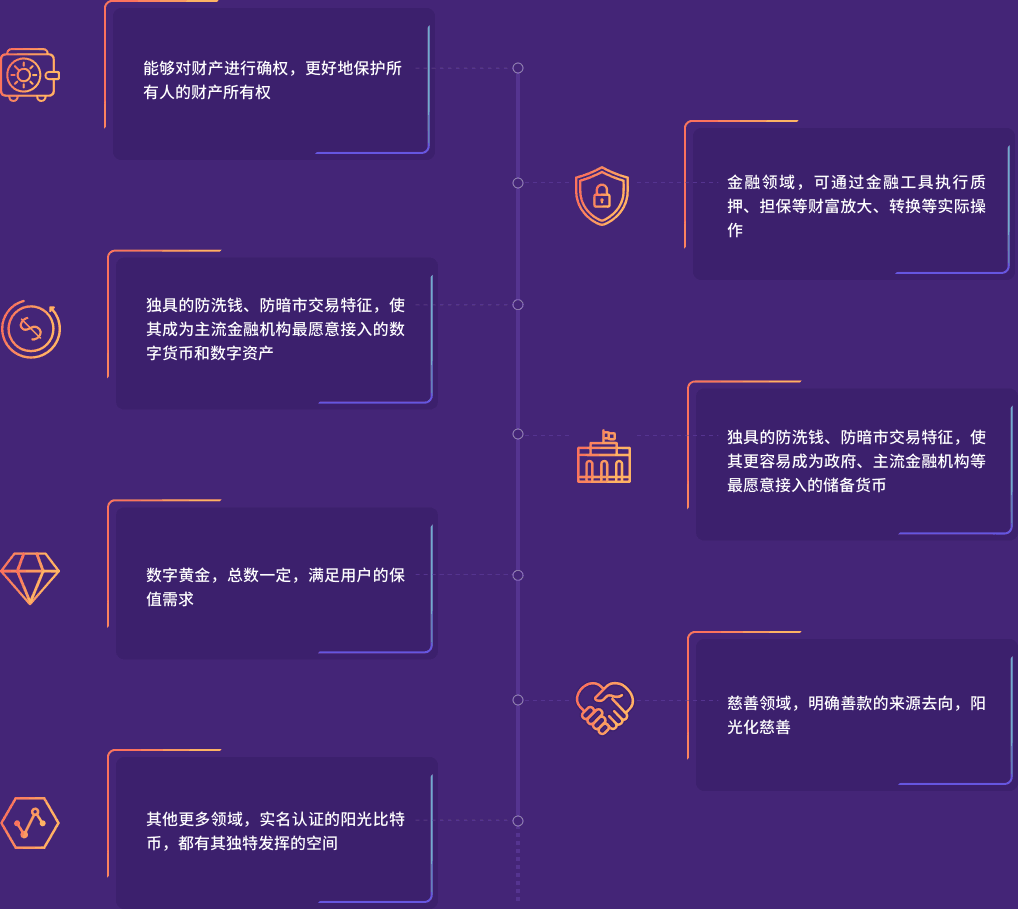 能够对财产进行确权，更好地保护所
有人的财产所有权
金融领域，可通过金融工具执行质
押、担保等财富放大、转换等实际操
作
独具的防洗钱、防暗市交易特征，使
其成为主流金融机构最愿意接入的数
字货币和数字资产
独具的防洗钱、防暗市交易特征，使
其更容易成为政府、主流金融机构等
最愿意接入的储备货币
数字黄金，总数一定，满足用户的保
值需求
慈善领域，明确善款的来源去向，阳
光化慈善
其他更多领域，实名认证的阳光比特
币，都有其独特发挥的空间